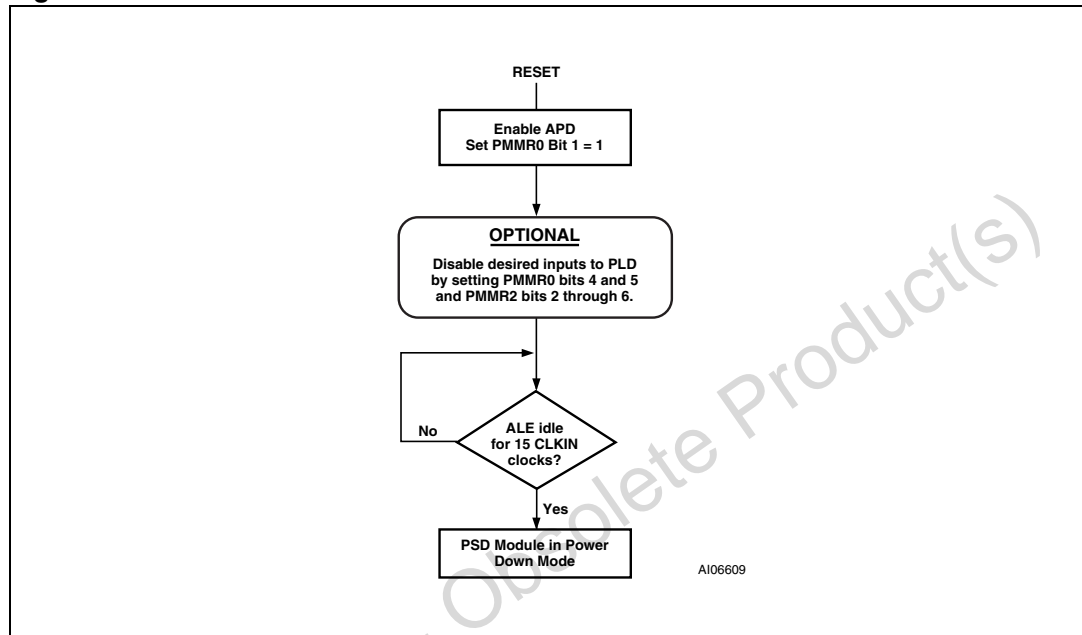 RESET
Enable APD
Set PMMR0 Bit 1 = 1
OPTIONAL
Disable desired inputs to PLD
by setting PMMR0 bits 4 and 5
and PMMR2 bits 2 through 6.
No
ALE idle
for 15 CLKIN
clocks?
Yes
PSD Module in Power
Down Mode
AI06609
Obsolete Product(s)